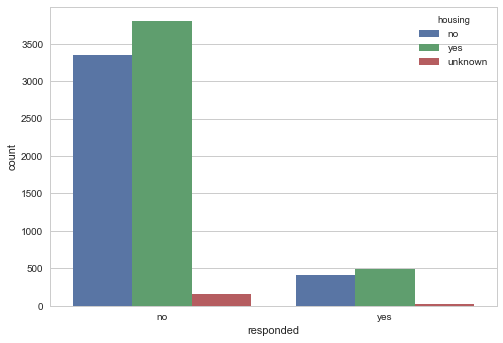 housing
no
yes
unknown
3500
3000
2500
2000
1500
1000
500
0
count
no yes
responded